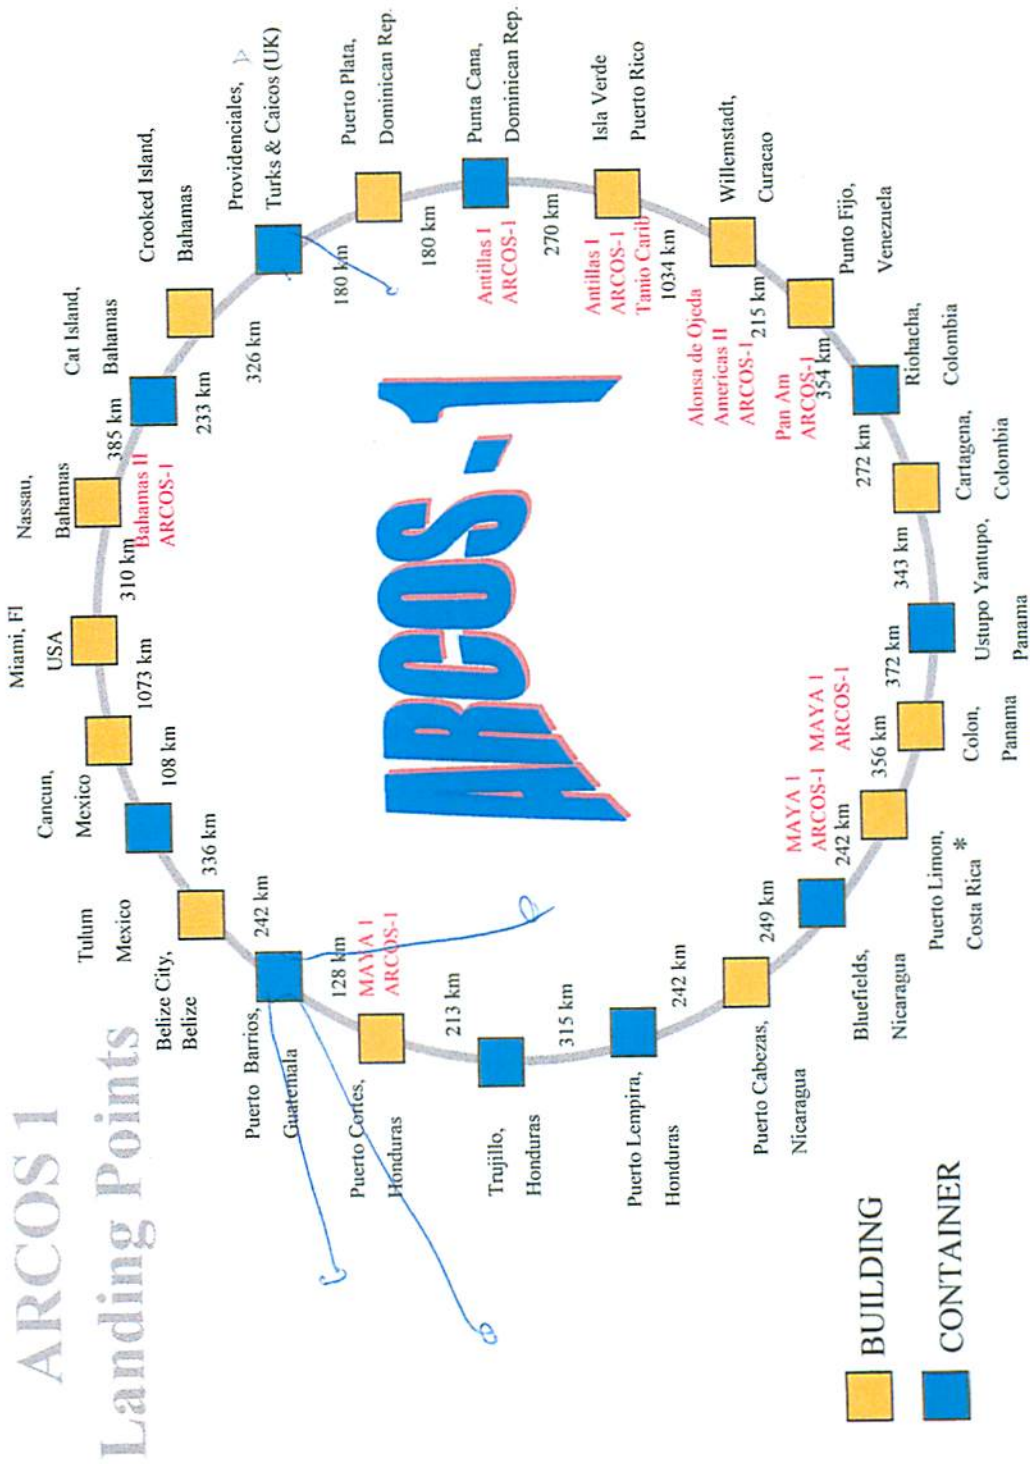 ARCOS 1
Landing Points
Miami, Fl
USA
310 km
Nassau,
Bahamas
Bahamas II
ARCOS-1
385 km
Cat Island,
Bahamas
233 km
Crooked Island,
Bahamas
326 km
Providenciales,
Turks & Caicos (UK)
180 km
Puerto Plata,
Dominican Rep.
180 km
Punta Cana,
Dominican Rep.
Antillas I
ARCOS-1
270 km
Isla Verde
Puerto Rico
Antillas I
ARCOS-1
Tanio Carib
1034 km
Willemstadt,
Curacao
Alonsa de Ojeda
Americas II
ARCOS-1
215 km
Punto Fijo,
Venezuela
Pan Am
ARCOS-1
354 km
Riohacha,
Colombia
272 km
Cartagena,
Colombia
343 km
Ustupo Yantupo,
Panama
372 km
Colon,
Panama
MAYA 1
ARCOS-1
356 km
Puerto Limon,
Costa Rica *
MAYA 1
ARCOS-1
242 km
Bluefields,
Nicaragua
249 km
Puerto Cabezas,
Nicaragua
242 km
Puerto Lempira,
Honduras
315 km
Trujillo,
Honduras
213 km
Puerto Cortes,
Honduras
MAYA 1
ARCOS-1
128 km
Puerto Barrios,
Guatemala
242 km
Belize City,
Belize
336 km
Tulum
Mexico
108 km
Cancun,
Mexico
1073 km
ARCOS-1
BUILDING
CONTAINER